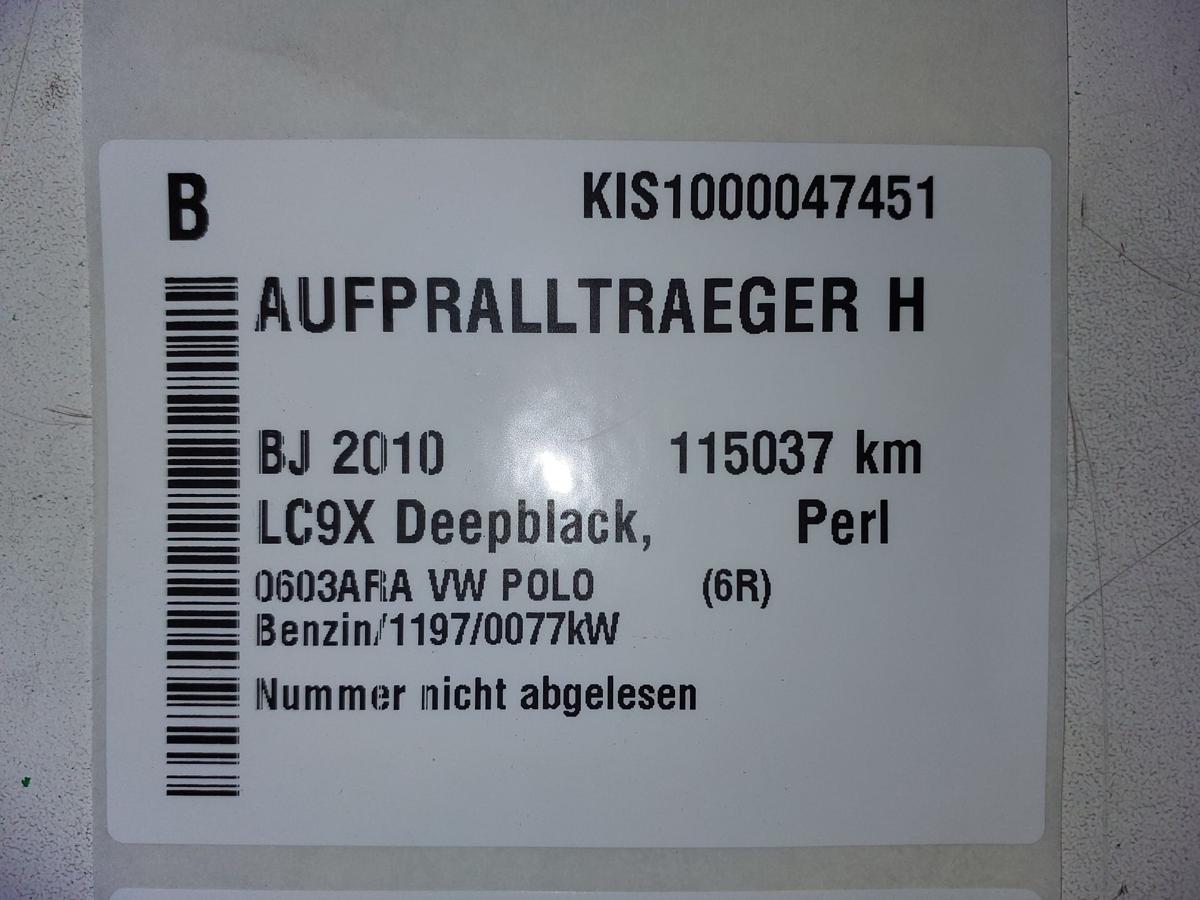 B KIS1000047451
AUFPRALLTRAEGER H
BJ 2010 115037 km
LC9X Deepblack, Perl
0603ARA VW POLO (6R)
Benzin/1197/0077kW
Nummer nicht abgelesen